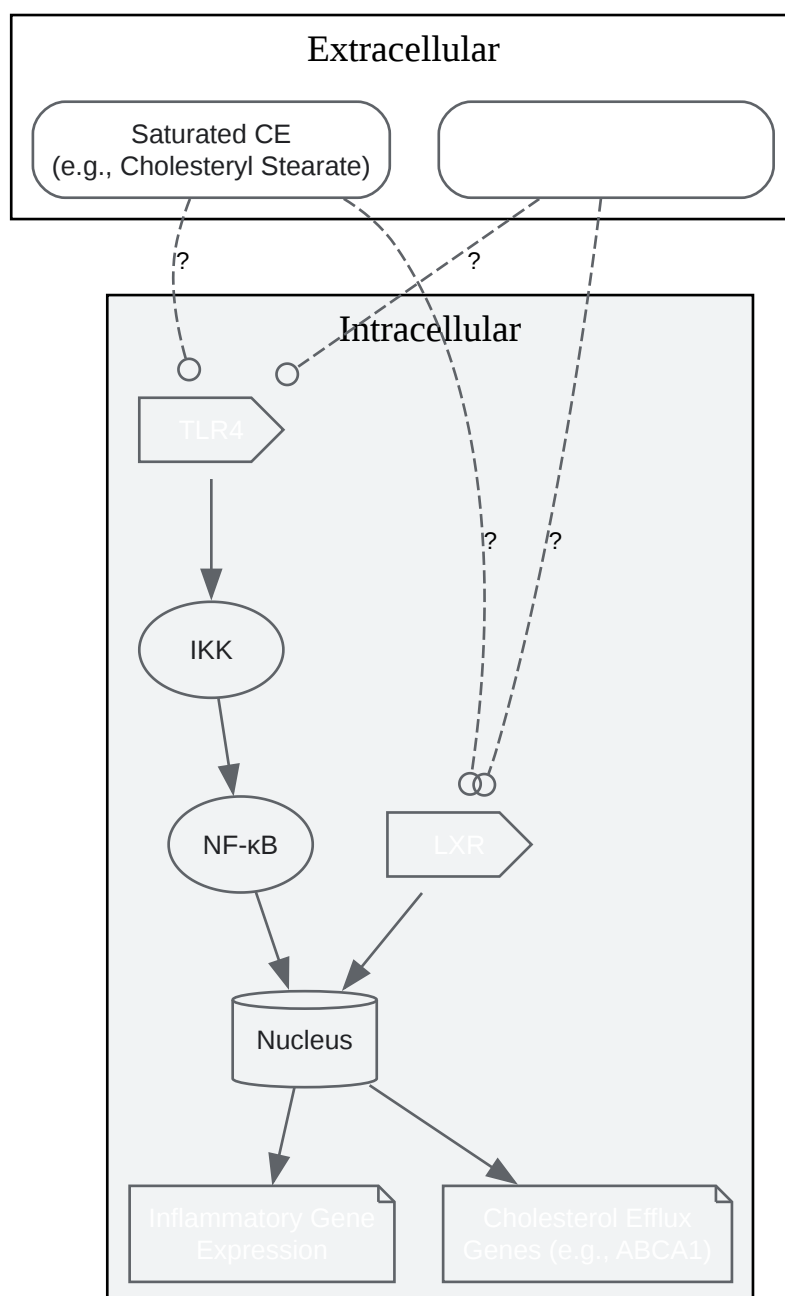 Extracellular
Saturated CE
(e.g., Cholesteryl Stearate)
?
?
Intracellular
TLR4
?
?
IKK
NF-κB
LXR
Nucleus
Inflammatory Gene
Expression
Cholesterol Efflux
Genes (e.g., ABCA1)